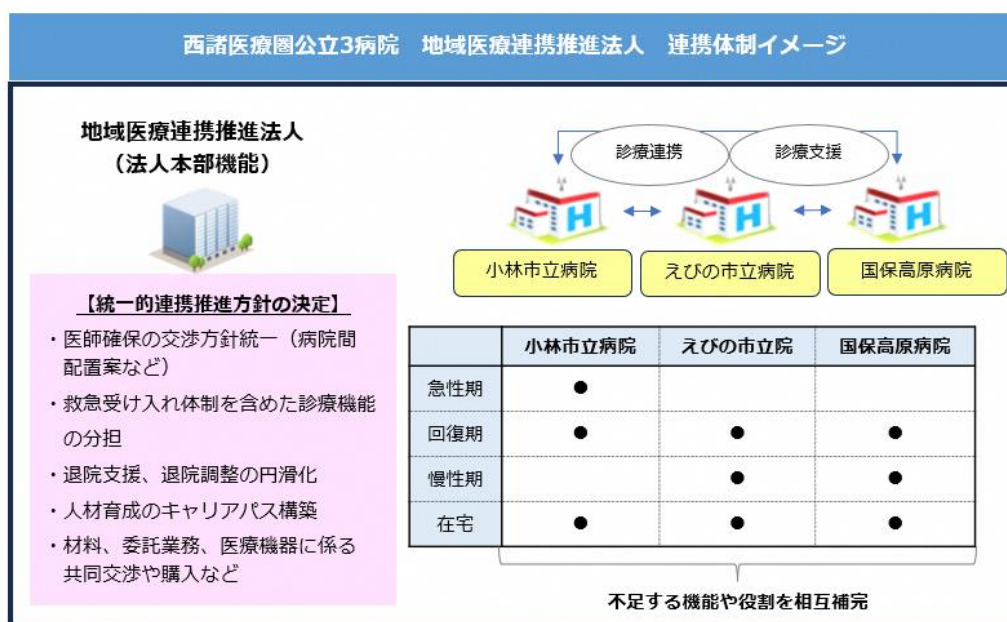 西諸医療圏公立3病院　地域医療連携推進法人　連携体制イメージ
地域医療連携推進法人
（法人本部機能）
【統一的連携推進方針の決定】
・医師確保の交渉方針統一（病院間
配置案など）
・救急受け入れ体制を含めた診療機能
の分担
・退院支援、退院調整の円滑化
・人材育成のキャリアパス構築
・材料、委託業務、医療機器に係る
共同交渉や購入など
診療連携　診療支援
H　H　H
小林市立病院　えびの市立病院　国保高原病院
小林市立病院　えびの市立院　国保高原病院
急性期　●
回復期　●　●　●
慢性期　●　●
在宅　●　●　●
不足する機能や役割を相互補完